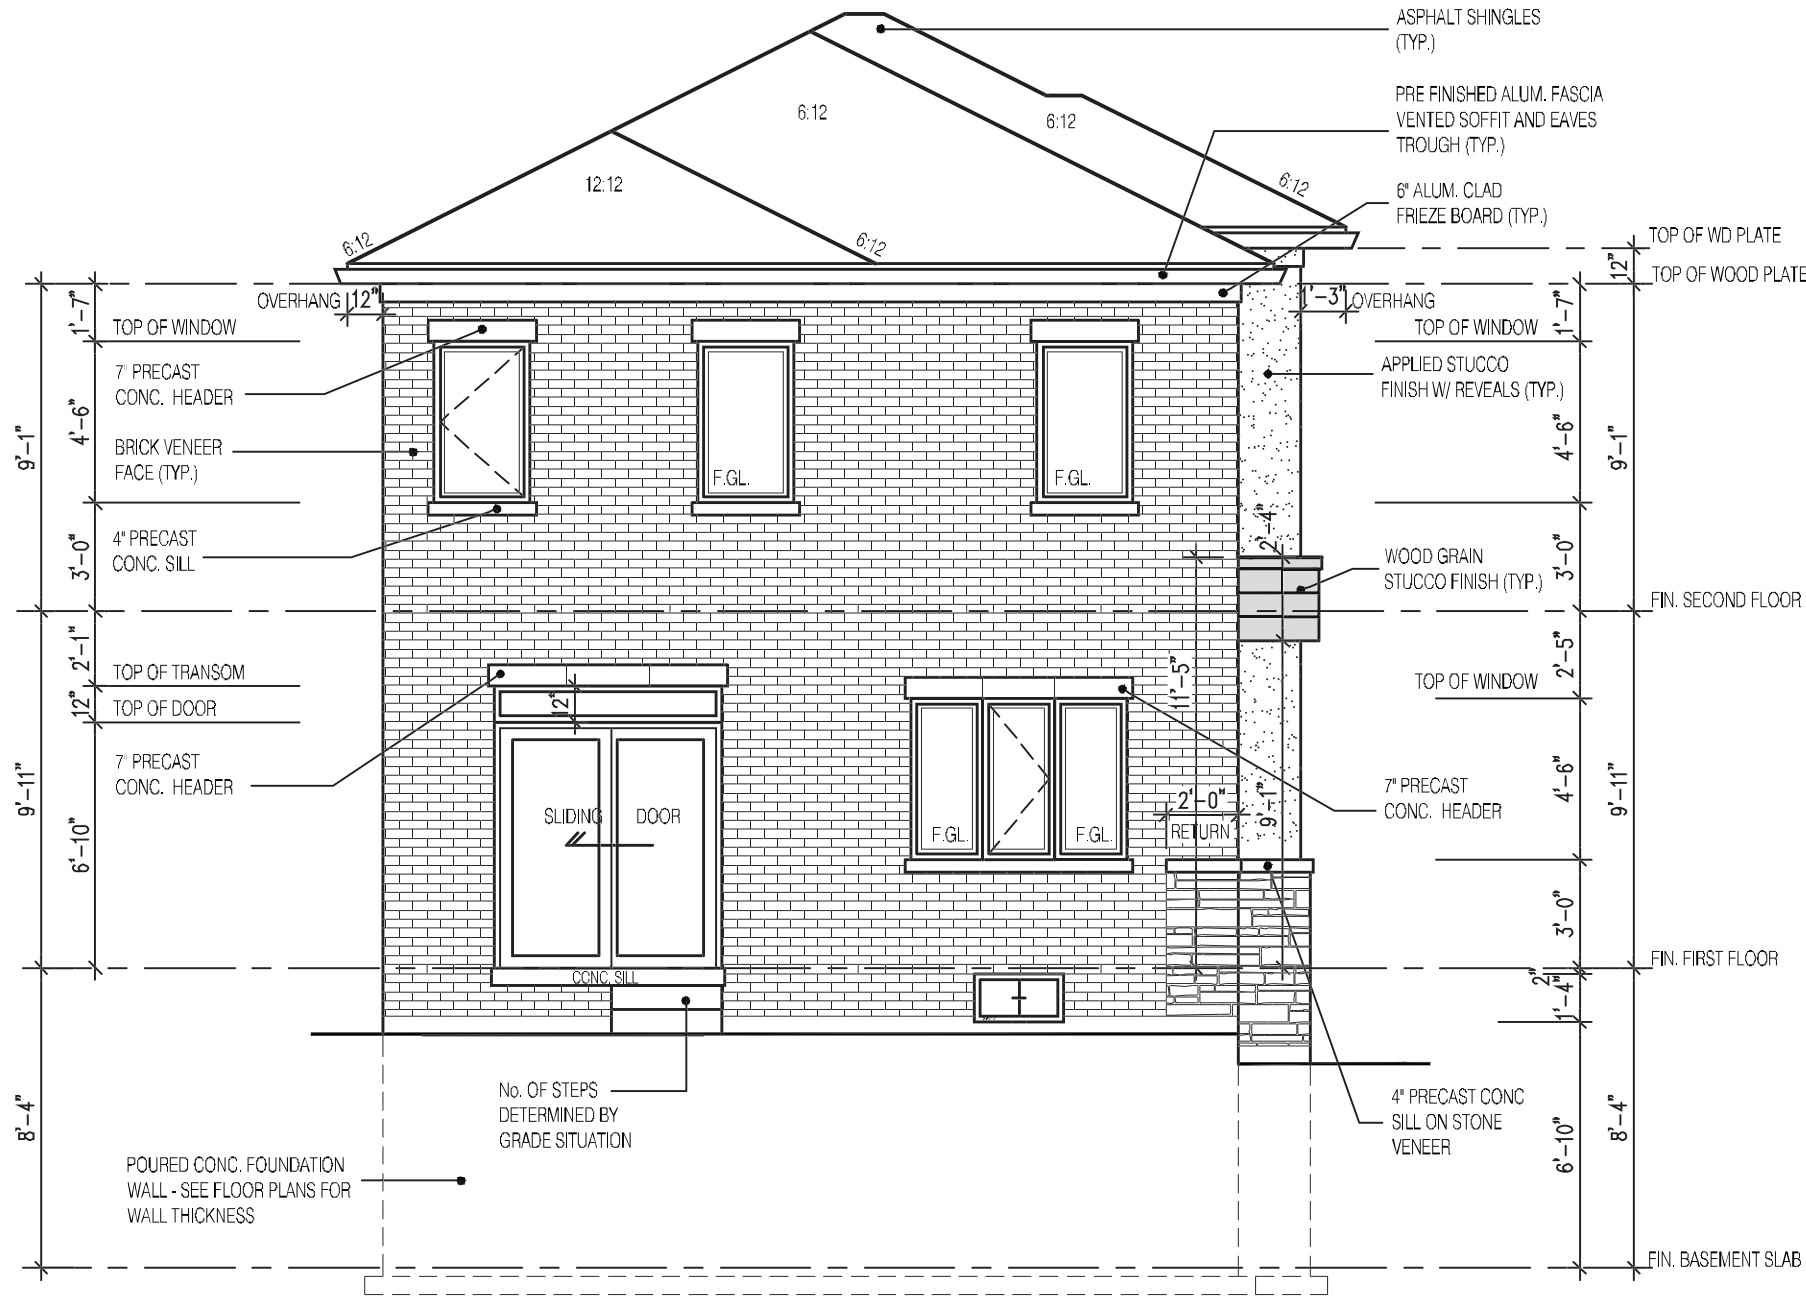 ASPHALT SHINGLES
(TYP.)
PRE FINISHED ALUM. FASCIA
VENTED SOFFIT AND EAVES
TROUGH (TYP.)
6:12
6:12
12:12
6:12
6" ALUM. CLAD
FRIEZE BOARD (TYP.)
6:12
6:12
TOP OF WD PLATE
12"
TOP OF WOOD PLATE
OVERHANG
12"
1'-3"
OVERHANG
1'-7"
TOP OF WINDOW
1'-7"
TOP OF WINDOW
7" PRECAST
CONC. HEADER
APPLIED STUCCO
FINISH W/ REVEALS (TYP.)
9'-1"
4'-6"
BRICK VENEER
FACE (TYP.)
F.GL.
F.GL.
4'-6"
9'-1"
4" PRECAST
CONC. SILL
3'-0"
2'-4"
WOOD GRAIN
STUCCO FINISH (TYP.)
3'-0"
FIN. SECOND FLOOR
2'-1"
TOP OF TRANSOM
12"
TOP OF DOOR
12"
11'-5"
2'-5"
TOP OF WINDOW
7" PRECAST
CONC. HEADER
9'-11"
6'-10"
SLIDING
DOOR
F.GL.
F.GL.
2'-0"
RETURN
9'-1"
7" PRECAST
CONC. HEADER
4'-6"
9'-11"
3'-0"
CONC. SILL
FIN. FIRST FLOOR
2"
1'-4"
No. OF STEPS
DETERMINED BY
GRADE SITUATION
4" PRECAST CONC
SILL ON STONE
VENEER
8'-4"
6'-10"
8'-4"
POURED CONC. FOUNDATION
WALL - SEE FLOOR PLANS FOR
WALL THICKNESS
FIN. BASEMENT SLAB